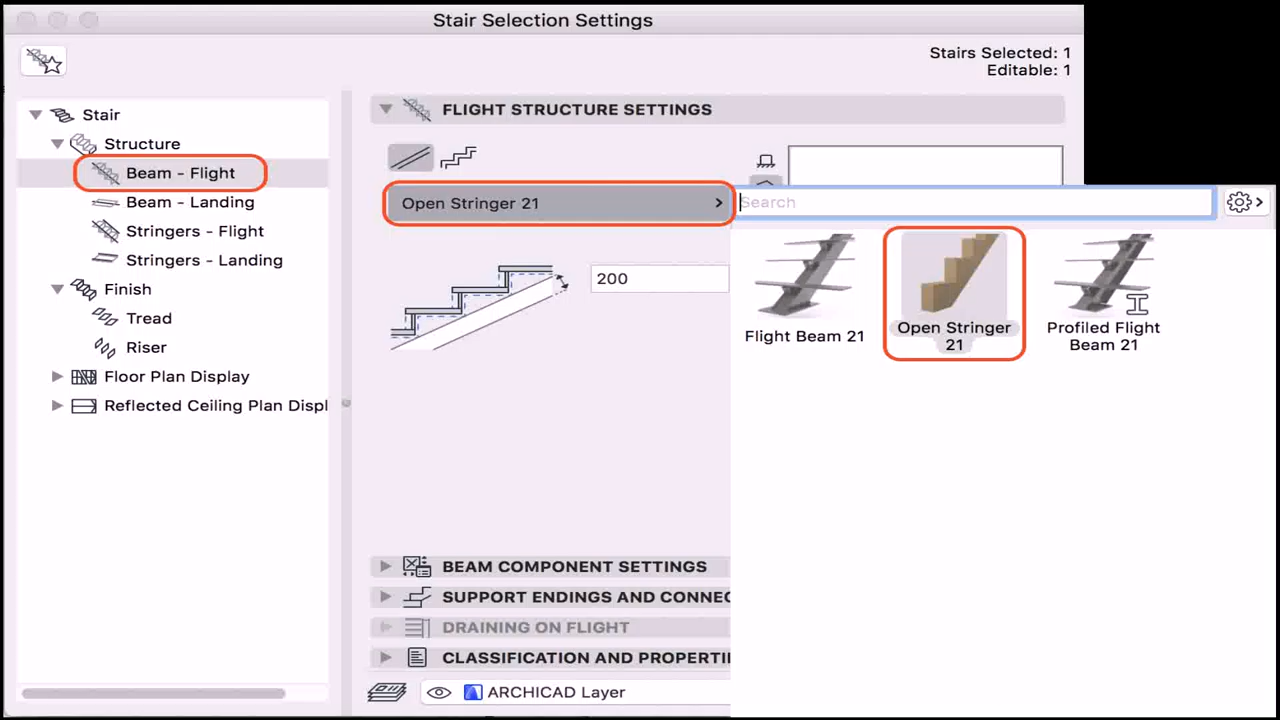 Stair Selection Settings
Stairs Selected: 1
Editable: 1
Stair
Structure
Beam - Flight
Beam - Landing
Stringers - Flight
Stringers - Landing
Finish
Tread
Riser
Floor Plan Display
Reflected Ceiling Plan Displ
FLIGHT STRUCTURE SETTINGS
Open Stringer 21
Search
200
Flight Beam 21
Open Stringer
21
Profiled Flight
Beam 21
BEAM COMPONENT SETTINGS
SUPPORT ENDINGS AND CONNEC
DRAINING ON FLIGHT
CLASSIFICATION AND PROPERTI
ARCHICAD Layer